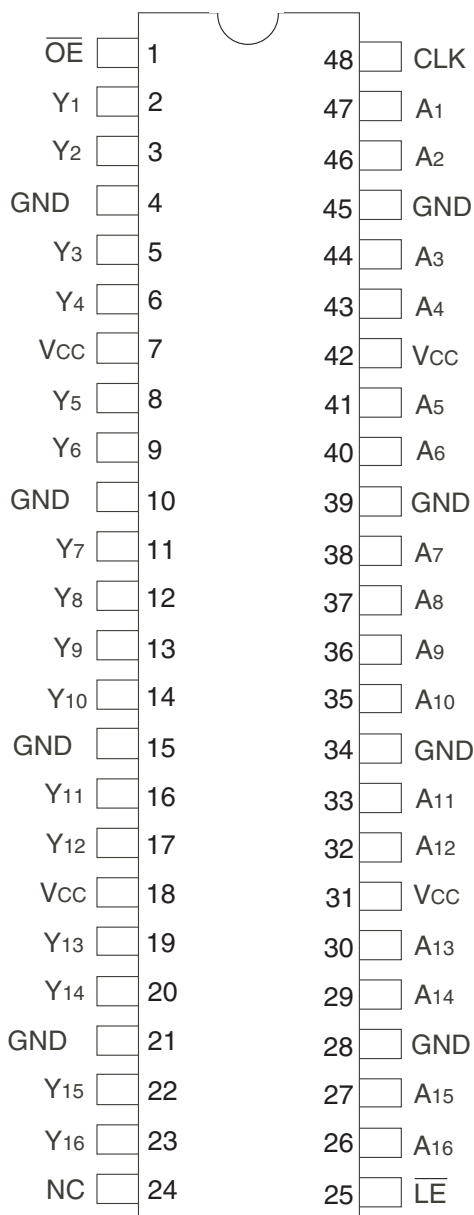 O̅E̅ 1 48 CLK
Y1 2 47 A1
Y2 3 46 A2
GND 4 45 GND
Y3 5 44 A3
Y4 6 43 A4
VCC 7 42 VCC
Y5 8 41 A5
Y6 9 40 A6
GND 10 39 GND
Y7 11 38 A7
Y8 12 37 A8
Y9 13 36 A9
Y10 14 35 A10
GND 15 34 GND
Y11 16 33 A11
Y12 17 32 A12
VCC 18 31 VCC
Y13 19 30 A13
Y14 20 29 A14
GND 21 28 GND
Y15 22 27 A15
Y16 23 26 A16
NC 24 25 L̅E̅